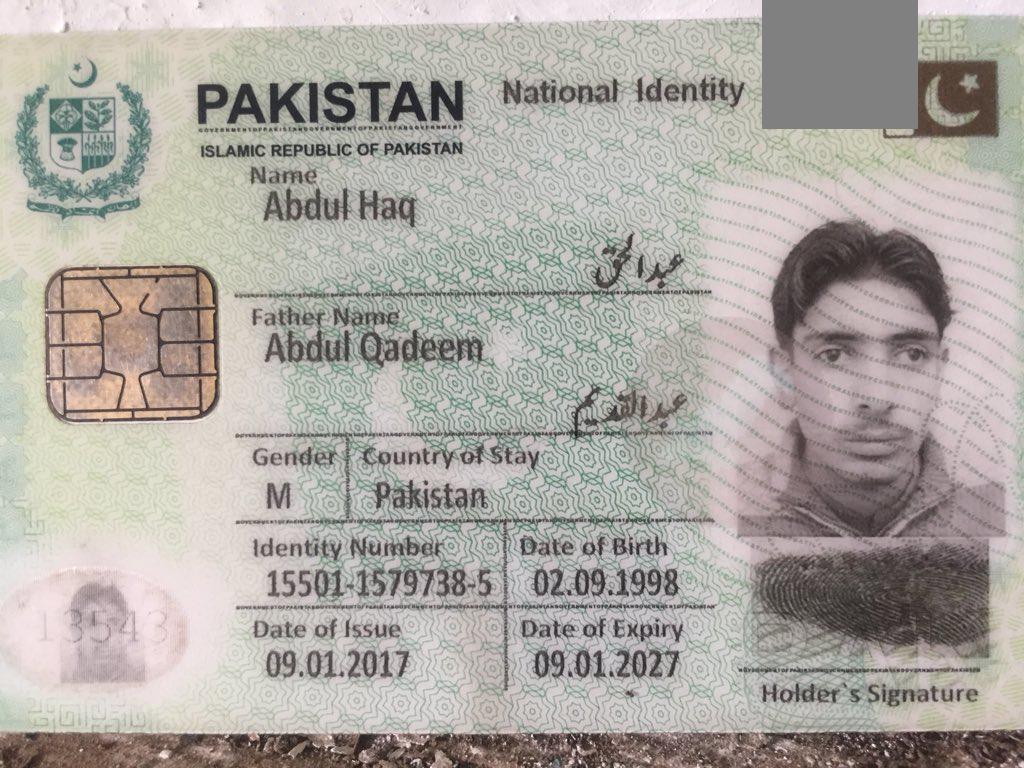 PAKISTAN National Identity
ISLAMIC REPUBLIC OF PAKISTAN
Name
Abdul Haq
عبدالحق
Father Name
Abdul Qadeem
عبدالقدیم
Gender Country of Stay
M Pakistan
Identity Number Date of Birth
15501-1579738-5 02.09.1998
Date of Issue Date of Expiry
09.01.2017 09.01.2027
13543
Holder`s Signature